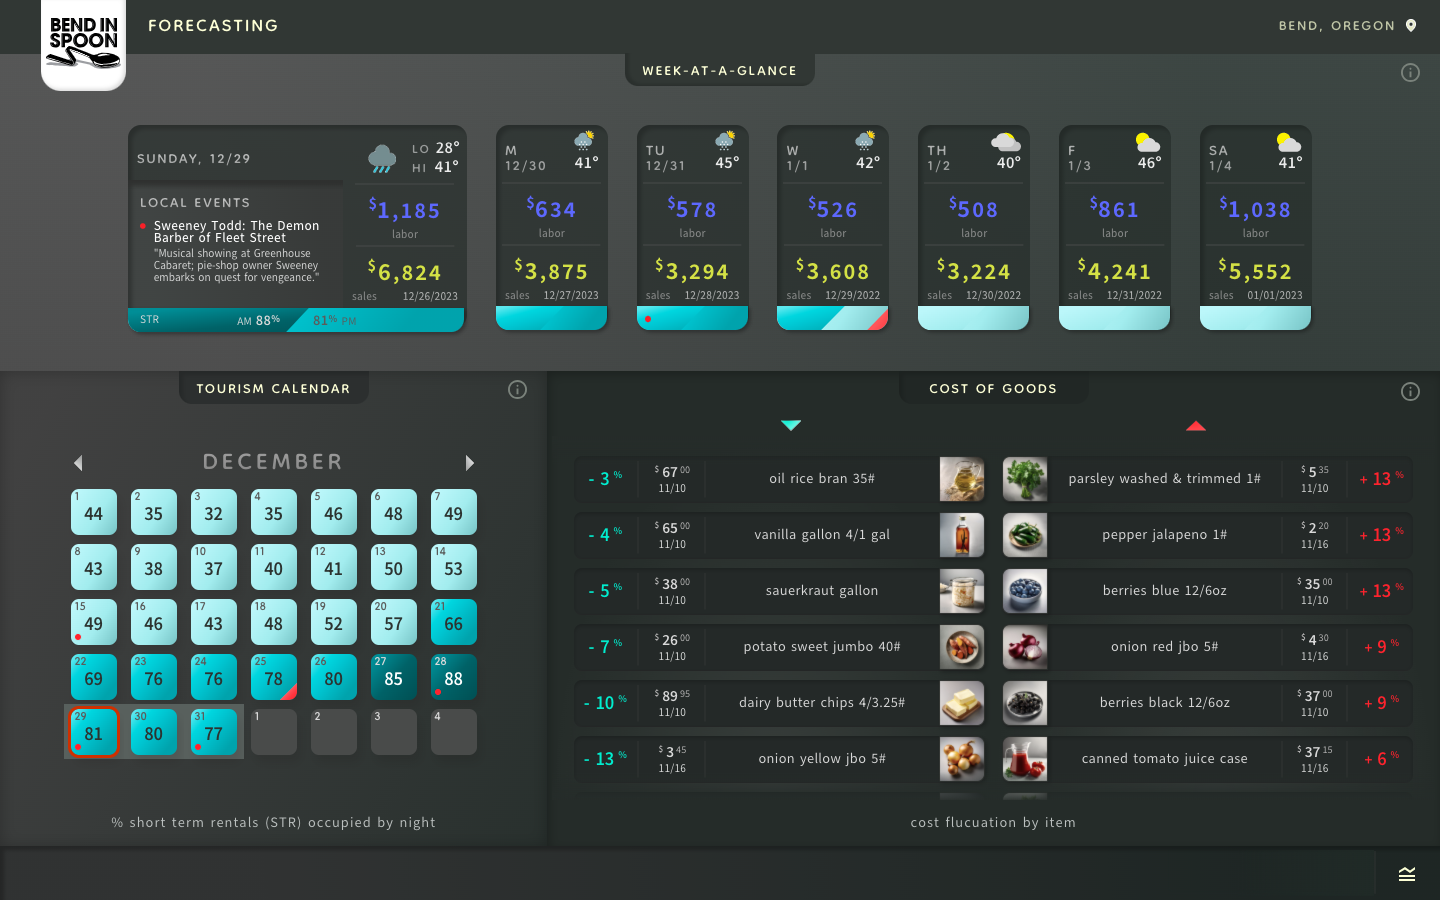 BEND IN
SPOON
FORECASTING
BEND, OREGON
WEEK-AT-A-GLANCE
SUNDAY, 12/29
LO 28°
HI 41°
LOCAL EVENTS
Sweeney Todd: The Demon
Barber of Fleet Street
"Musical showing at Greenhouse
Cabaret; pie-shop owner Sweeney
embarks on quest for vengeance."
$1,185
labor
$6,824
sales 12/26/2023
STR AM 88% 81% PM
M
12/30
41°
$634
labor
$3,875
sales 12/27/2023
TU
12/31
45°
$578
labor
$3,294
sales 12/28/2023
W
1/1
42°
$526
labor
$3,608
sales 12/29/2022
TH
1/2
40°
$508
labor
$3,224
sales 12/30/2022
F
1/3
46°
$861
labor
$4,241
sales 12/31/2022
SA
1/4
41°
$1,038
labor
$5,552
sales 01/01/2023
TOURISM CALENDAR
DECEMBER
1 2 3 4 5 6 7
44 35 32 35 46 48 49
8 9 10 11 12 13 14
43 38 37 40 41 50 53
15 16 17 18 19 20 21
49 46 43 48 52 57 66
22 23 24 25 26 27 28
69 76 76 78 80 85 88
29 30 31 1 2 3 4
81 80 77
% short term rentals (STR) occupied by night
COST OF GOODS
- 3 % $ 67 00 11/10 oil rice bran 35#
parsley washed & trimmed 1# $ 5 35 11/10 + 13 %
- 4 % $ 65 00 11/10 vanilla gallon 4/1 gal
pepper jalapeno 1# $ 2 20 11/16 + 13 %
- 5 % $ 38 00 11/10 sauerkraut gallon
berries blue 12/6oz $ 35 00 11/10 + 13 %
- 7 % $ 26 00 11/10 potato sweet jumbo 40#
onion red jbo 5# $ 4 30 11/16 + 9 %
- 10 % $ 89 95 11/10 dairy butter chips 4/3.25#
berries black 12/6oz $ 37 00 11/10 + 9 %
- 13 % $ 3 45 11/16 onion yellow jbo 5#
canned tomato juice case $ 37 15 11/16 + 6 %
cost flucuation by item